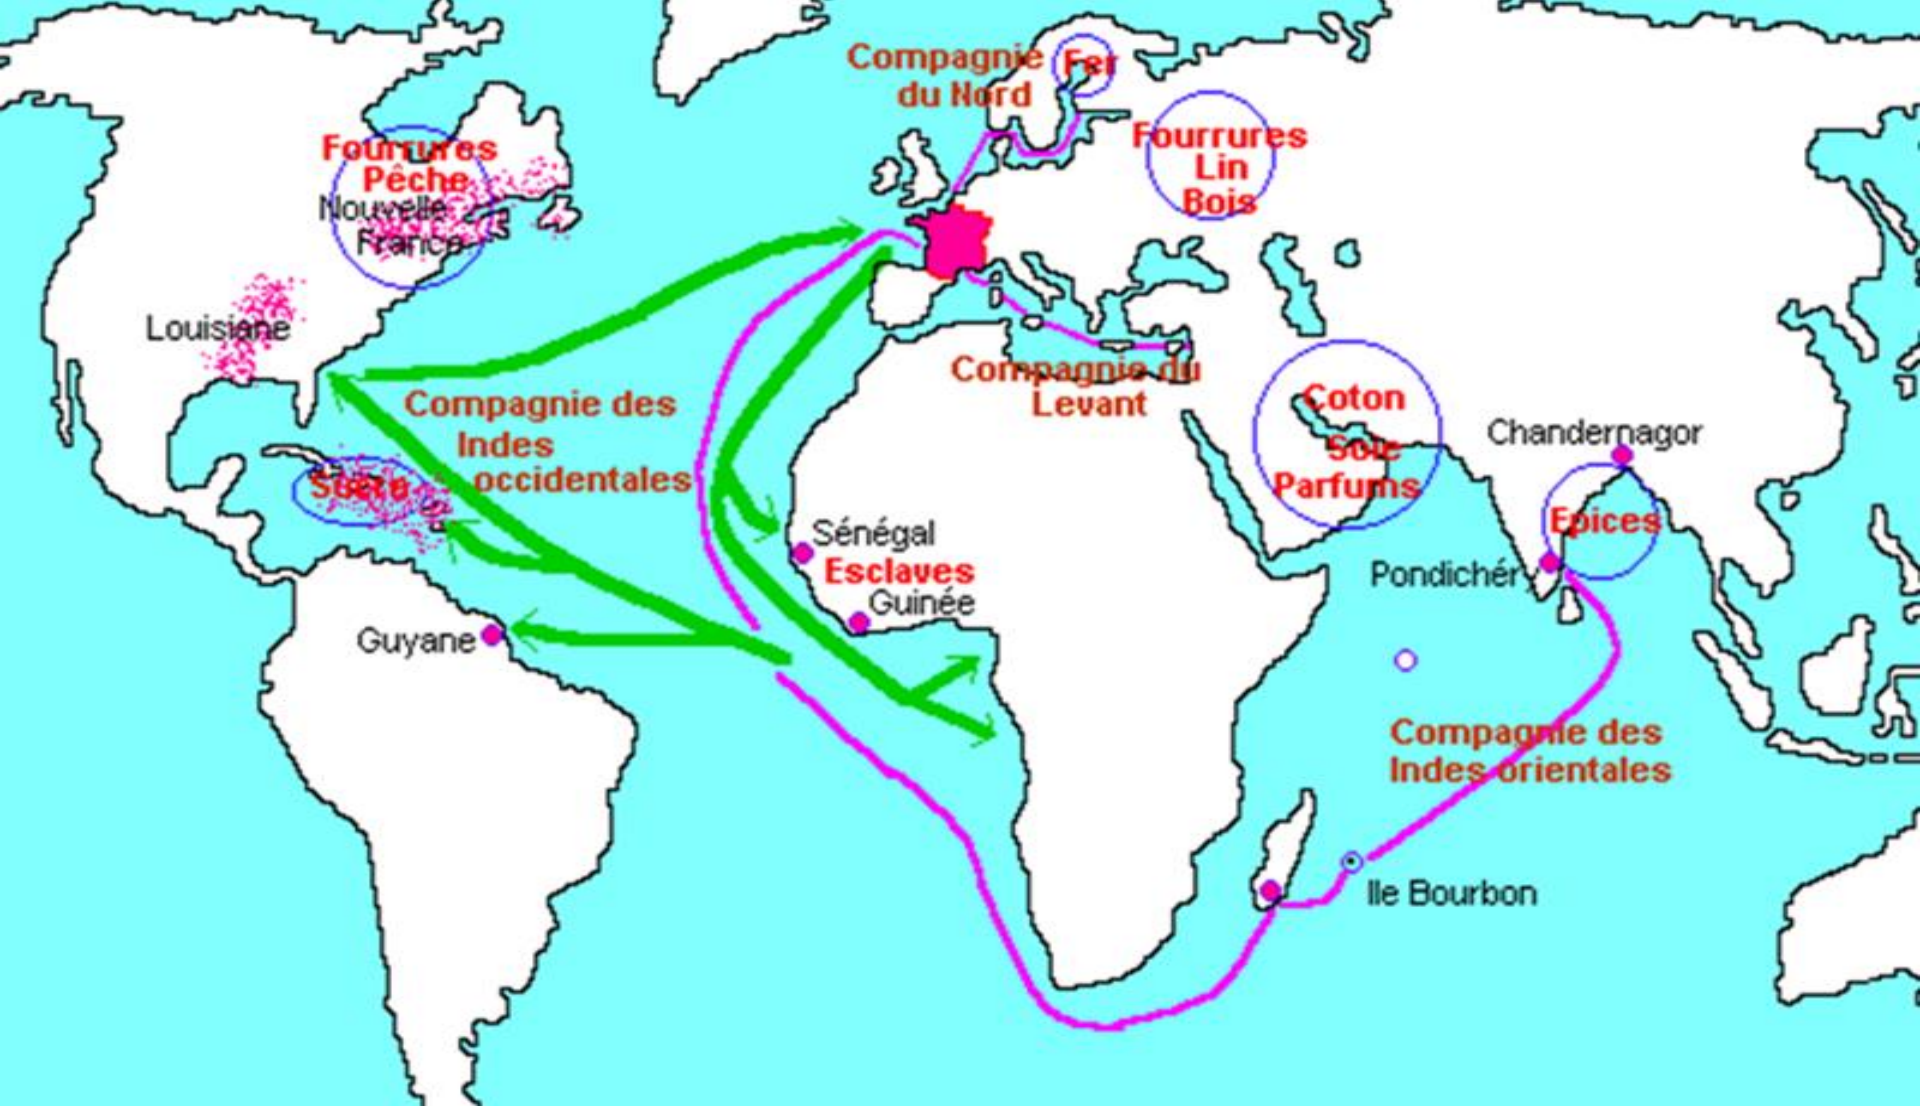 Compagnie
du Nord
Fer
Fourrures
Lin
Bois
Fourrures
Pêche
Nouvelle
France
Louisiane
Compagnie des
Indes
occidentales
Sucre
Compagnie du
Levant
Coton
Soie
Parfums
Chandernagor
Epices
Pondichér
Sénégal
Esclaves
Guinée
Guyane
Compagnie des
Indes orientales
Ile Bourbon